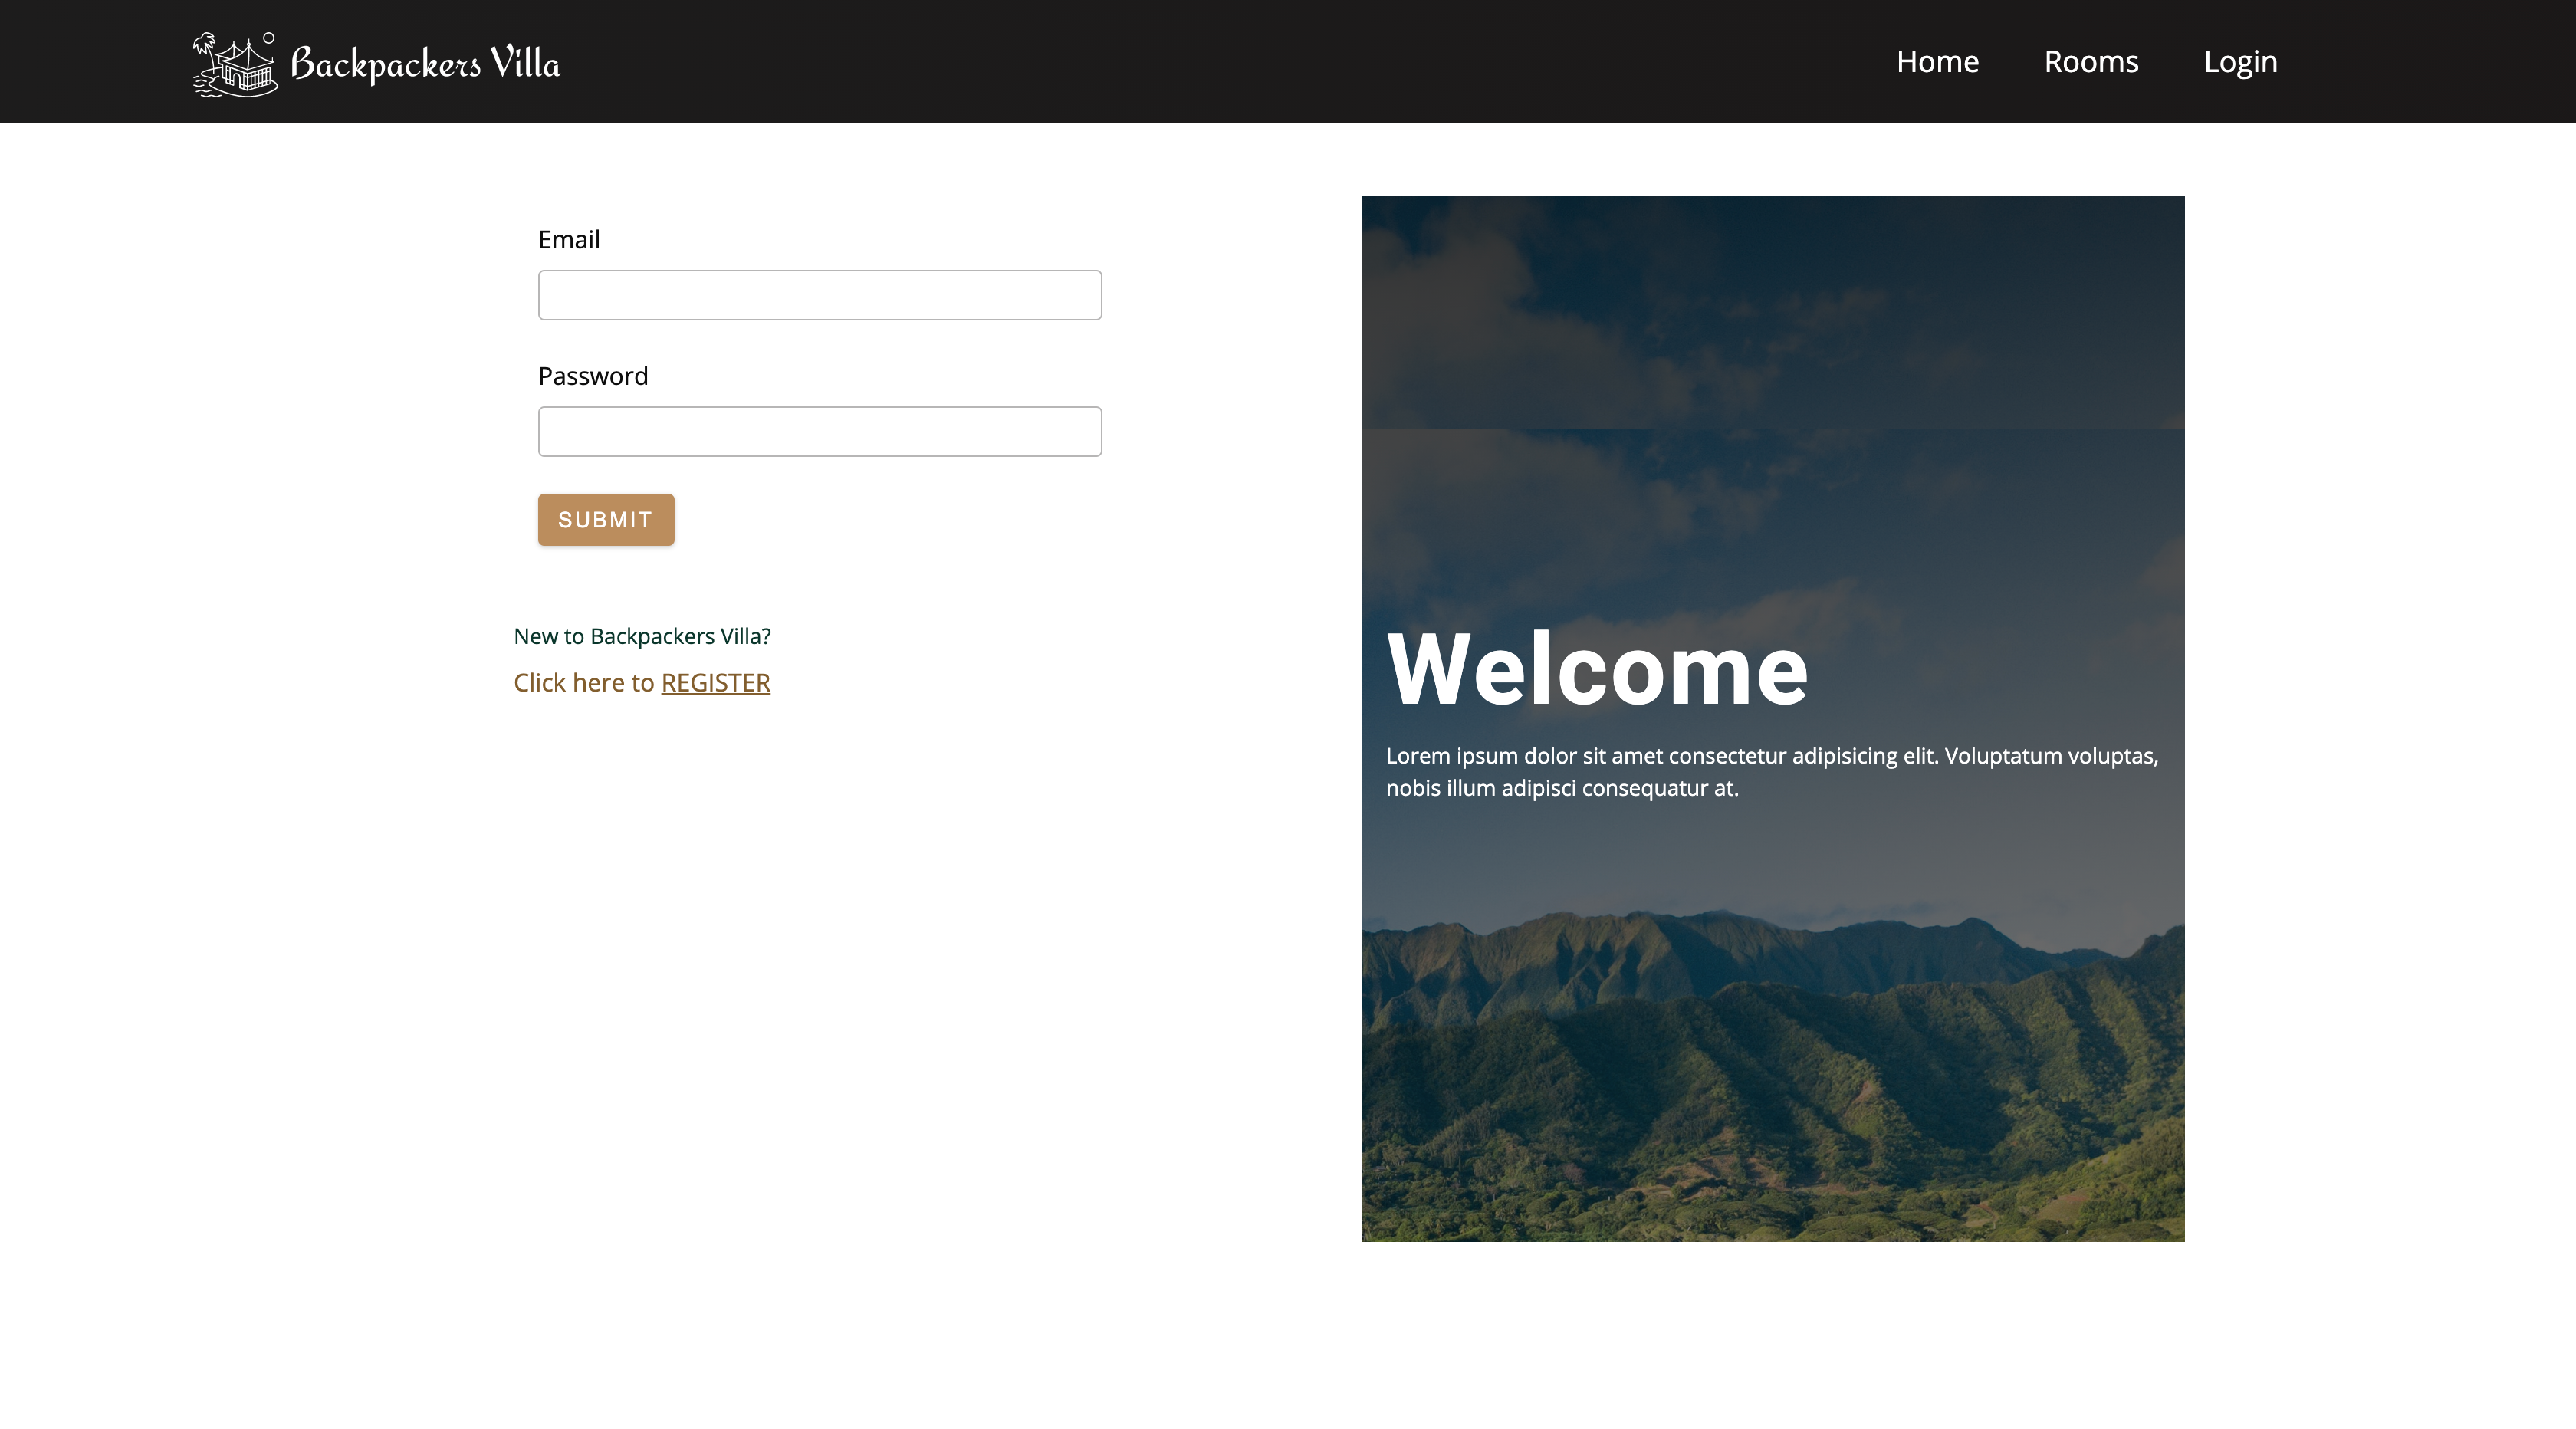 Backpackers Villa
Home
Rooms
Login
Email
Password
SUBMIT
New to Backpackers Villa?
Click here to REGISTER
Welcome
Lorem ipsum dolor sit amet consectetur adipisicing elit. Voluptatum voluptas,
nobis illum adipisci consequatur at.